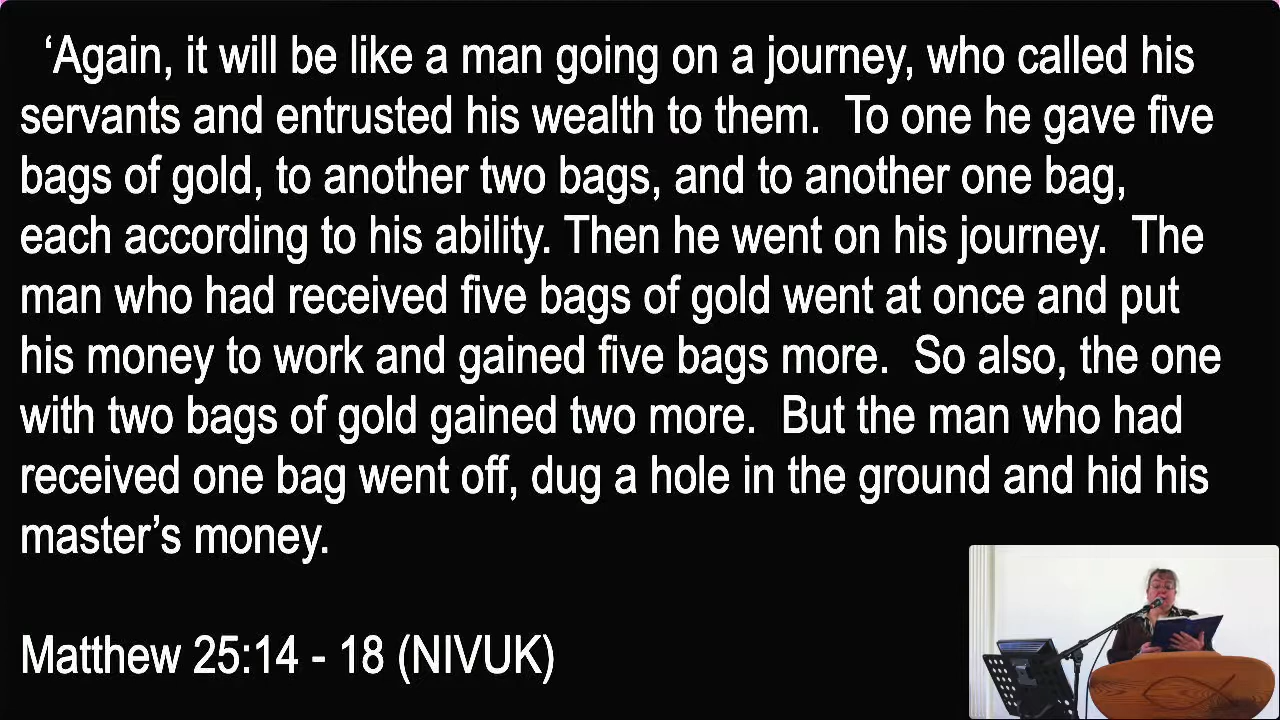 ‘Again, it will be like a man going on a journey, who called his
servants and entrusted his wealth to them.  To one he gave five
bags of gold, to another two bags, and to another one bag,
each according to his ability. Then he went on his journey.  The
man who had received five bags of gold went at once and put
his money to work and gained five bags more.  So also, the one
with two bags of gold gained two more.  But the man who had
received one bag went off, dug a hole in the ground and hid his
master’s money.
Matthew 25:14 - 18 (NIVUK)